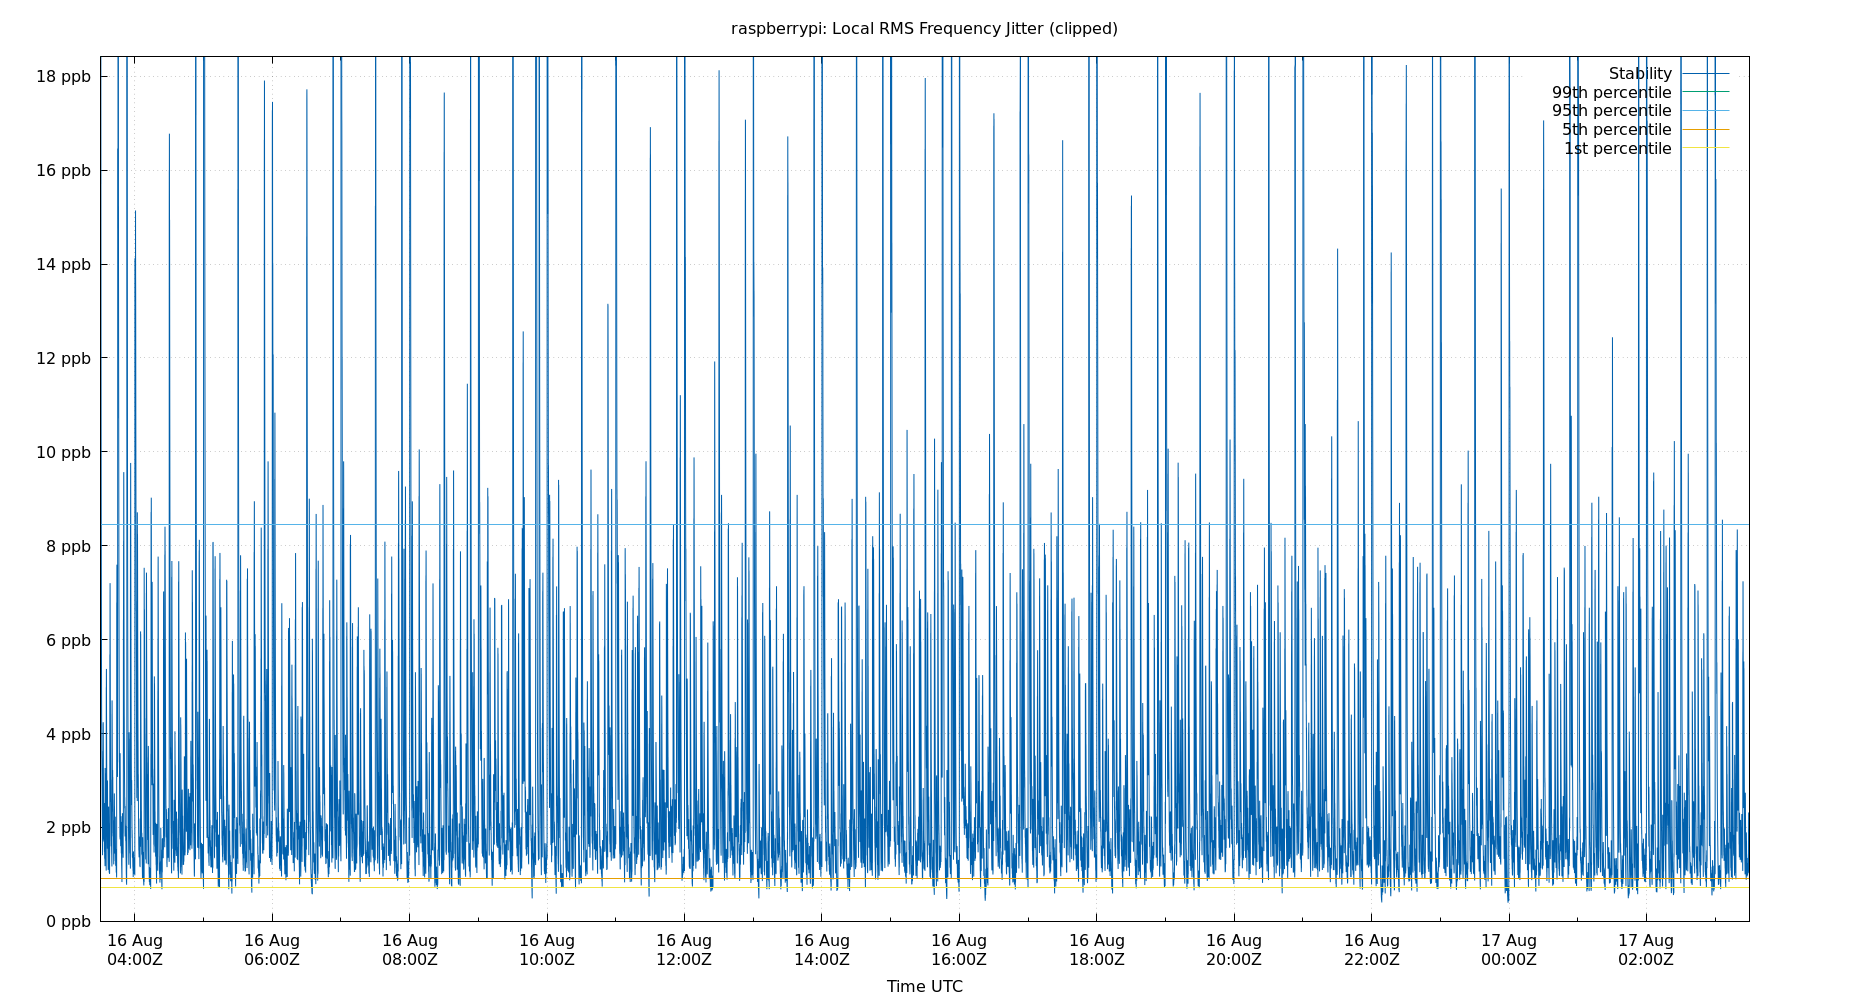 raspberrypi: Local RMS Frequency Jitter (clipped)
18 ppb
16 ppb
14 ppb
12 ppb
10 ppb
8 ppb
6 ppb
4 ppb
2 ppb
0 ppb
Stability
99th percentile
95th percentile
5th percentile
1st percentile
16 Aug 16 Aug 16 Aug 16 Aug 16 Aug 16 Aug 16 Aug 16 Aug 16 Aug 16 Aug 17 Aug 17 Aug
04:00Z 06:00Z 08:00Z 10:00Z 12:00Z 14:00Z 16:00Z 18:00Z 20:00Z 22:00Z 00:00Z 02:00Z
Time UTC